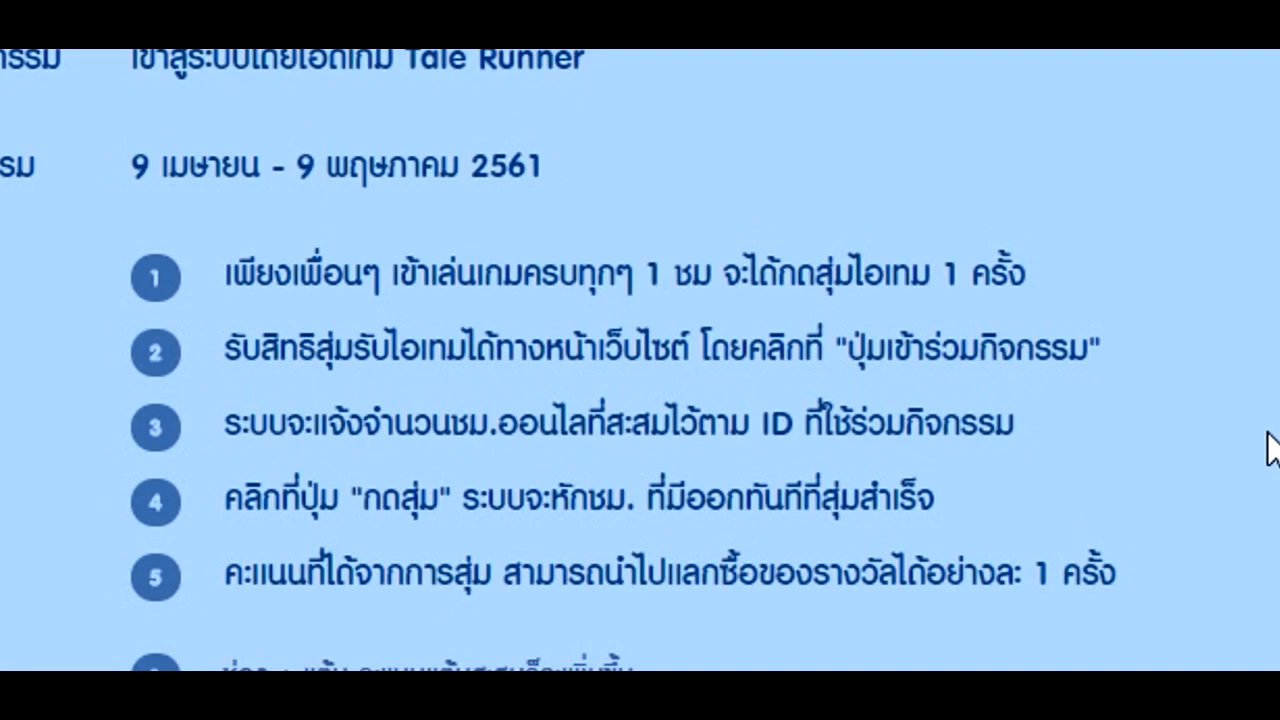 กรรม เข้าสู่ระบบโดยไอดีเกม Tale Runner
รม 9 เมษายน - 9 พฤษภาคม 2561
1 เพียงเพื่อนๆ เข้าเล่นเกมครบทุกๆ 1 ชม จะได้กดสุ่มไอเทม 1 ครั้ง
2 รับสิทธิสุ่มรับไอเทมได้ทางหน้าเว็บไซต์ โดยคลิกที่ "ปุ่มเข้าร่วมกิจกรรม"
3 ระบบจะแจ้งจำนวนชม.ออนไลที่สะสมไว้ตาม ID ที่ใช้ร่วมกิจกรรม
4 คลิกที่ปุ่ม "กดสุ่ม" ระบบจะหักชม. ที่มีออกทันทีที่สุ่มสำเร็จ
5 คะแนนที่ได้จากการสุ่ม สามารถนำไปแลกซื้อของรางวัลได้อย่างละ 1 ครั้ง